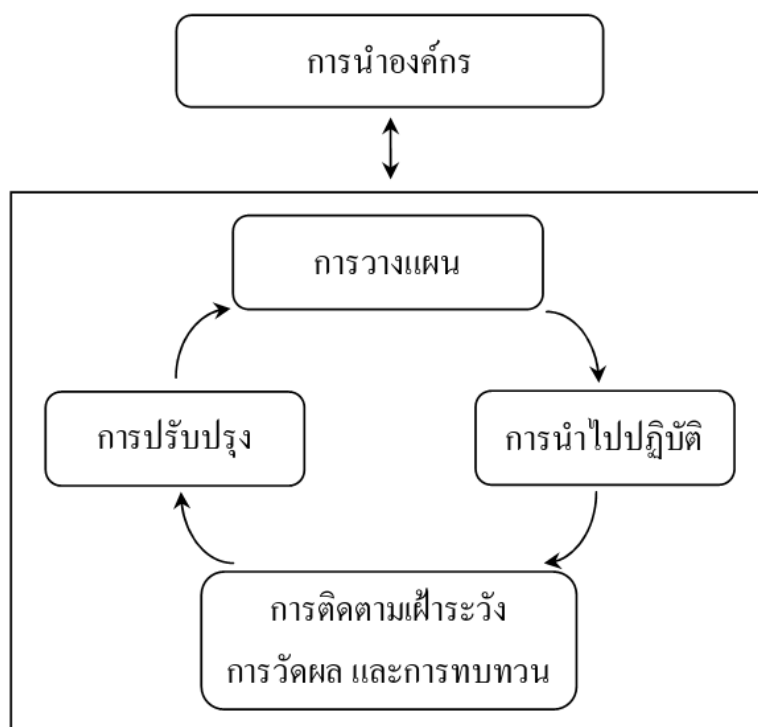 การนำองค์กร
การวางแผน
การปรับปรุง
การนำไปปฏิบัติ
การติดตามเฝ้าระวัง
การวัดผล และการทบทวน